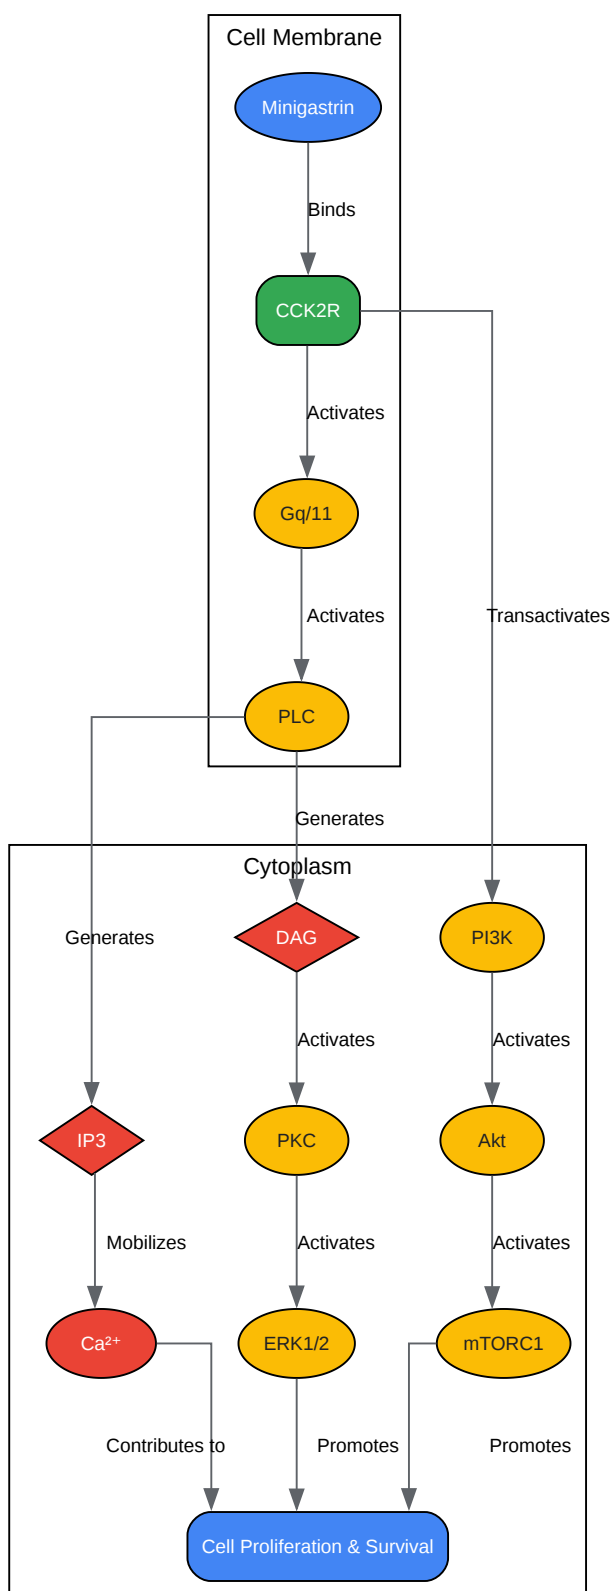 Cell Membrane
Minigastrin
Binds
CCK2R
Activates
Gq/11
Activates
Transactivates
PLC
Generates
Cytoplasm
Generates
DAG
PI3K
Activates
Activates
IP3
PKC
Akt
Mobilizes
Activates
Activates
Ca²⁺
ERK1/2
mTORC1
Contributes to
Promotes
Promotes
Cell Proliferation & Survival